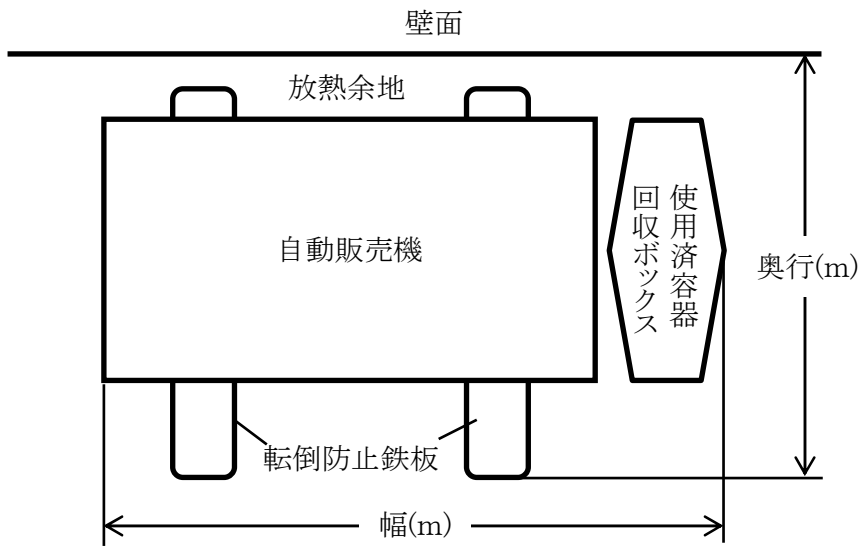 壁面
放熱余地
自動販売機
使用済容器
回収ボックス
奥行(m)
転倒防止鉄板
幅(m)